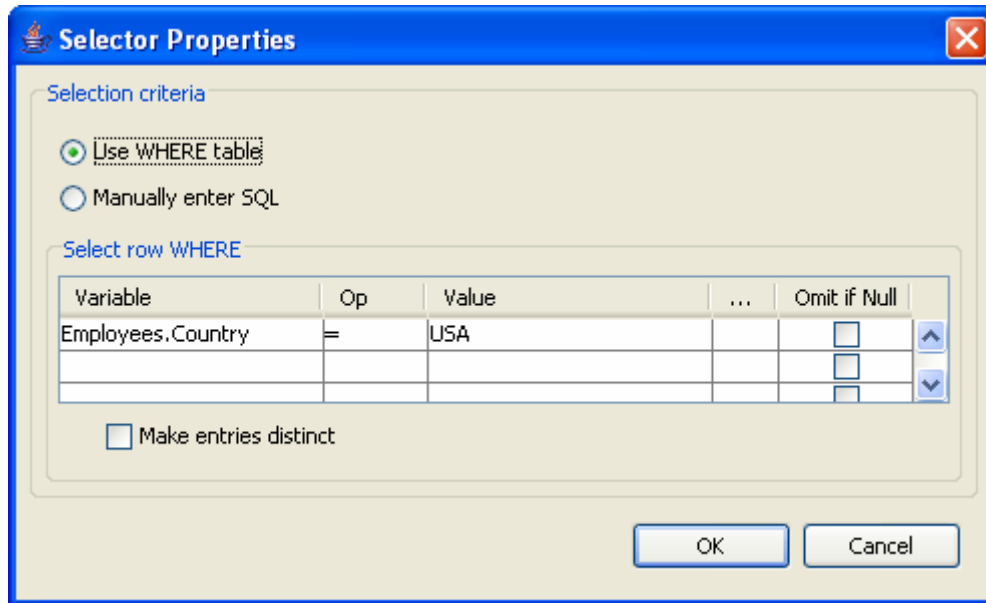 Selector Properties
Selection criteria
Use WHERE table
Manually enter SQL
Select row WHERE
Variable Op Value ... Omit if Null
Employees.Country = USA
Make entries distinct
OK Cancel